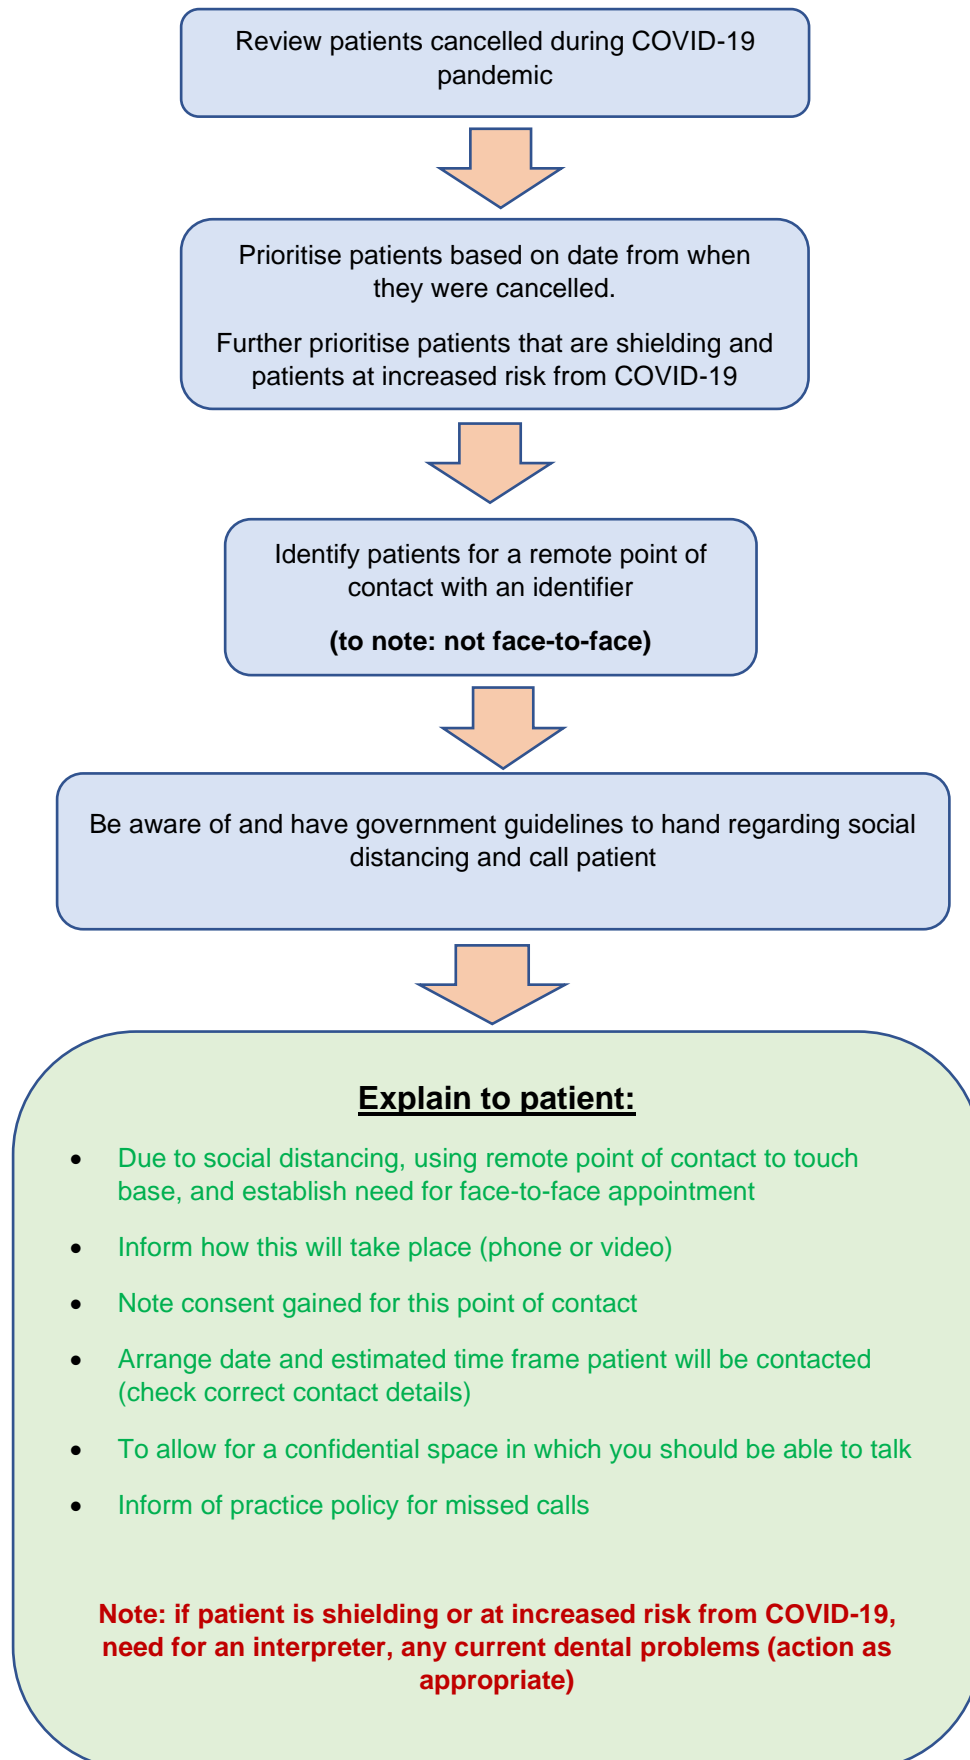 Review patients cancelled during COVID-19
pandemic
Prioritise patients based on date from when
they were cancelled.
Further prioritise patients that are shielding and
patients at increased risk from COVID-19
Identify patients for a remote point of
contact with an identifier
(to note: not face-to-face)
Be aware of and have government guidelines to hand regarding social
distancing and call patient
Explain to patient:
• Due to social distancing, using remote point of contact to touch
base, and establish need for face-to-face appointment
• Inform how this will take place (phone or video)
• Note consent gained for this point of contact
• Arrange date and estimated time frame patient will be contacted
(check correct contact details)
• To allow for a confidential space in which you should be able to talk
• Inform of practice policy for missed calls
Note: if patient is shielding or at increased risk from COVID-19,
need for an interpreter, any current dental problems (action as
appropriate)